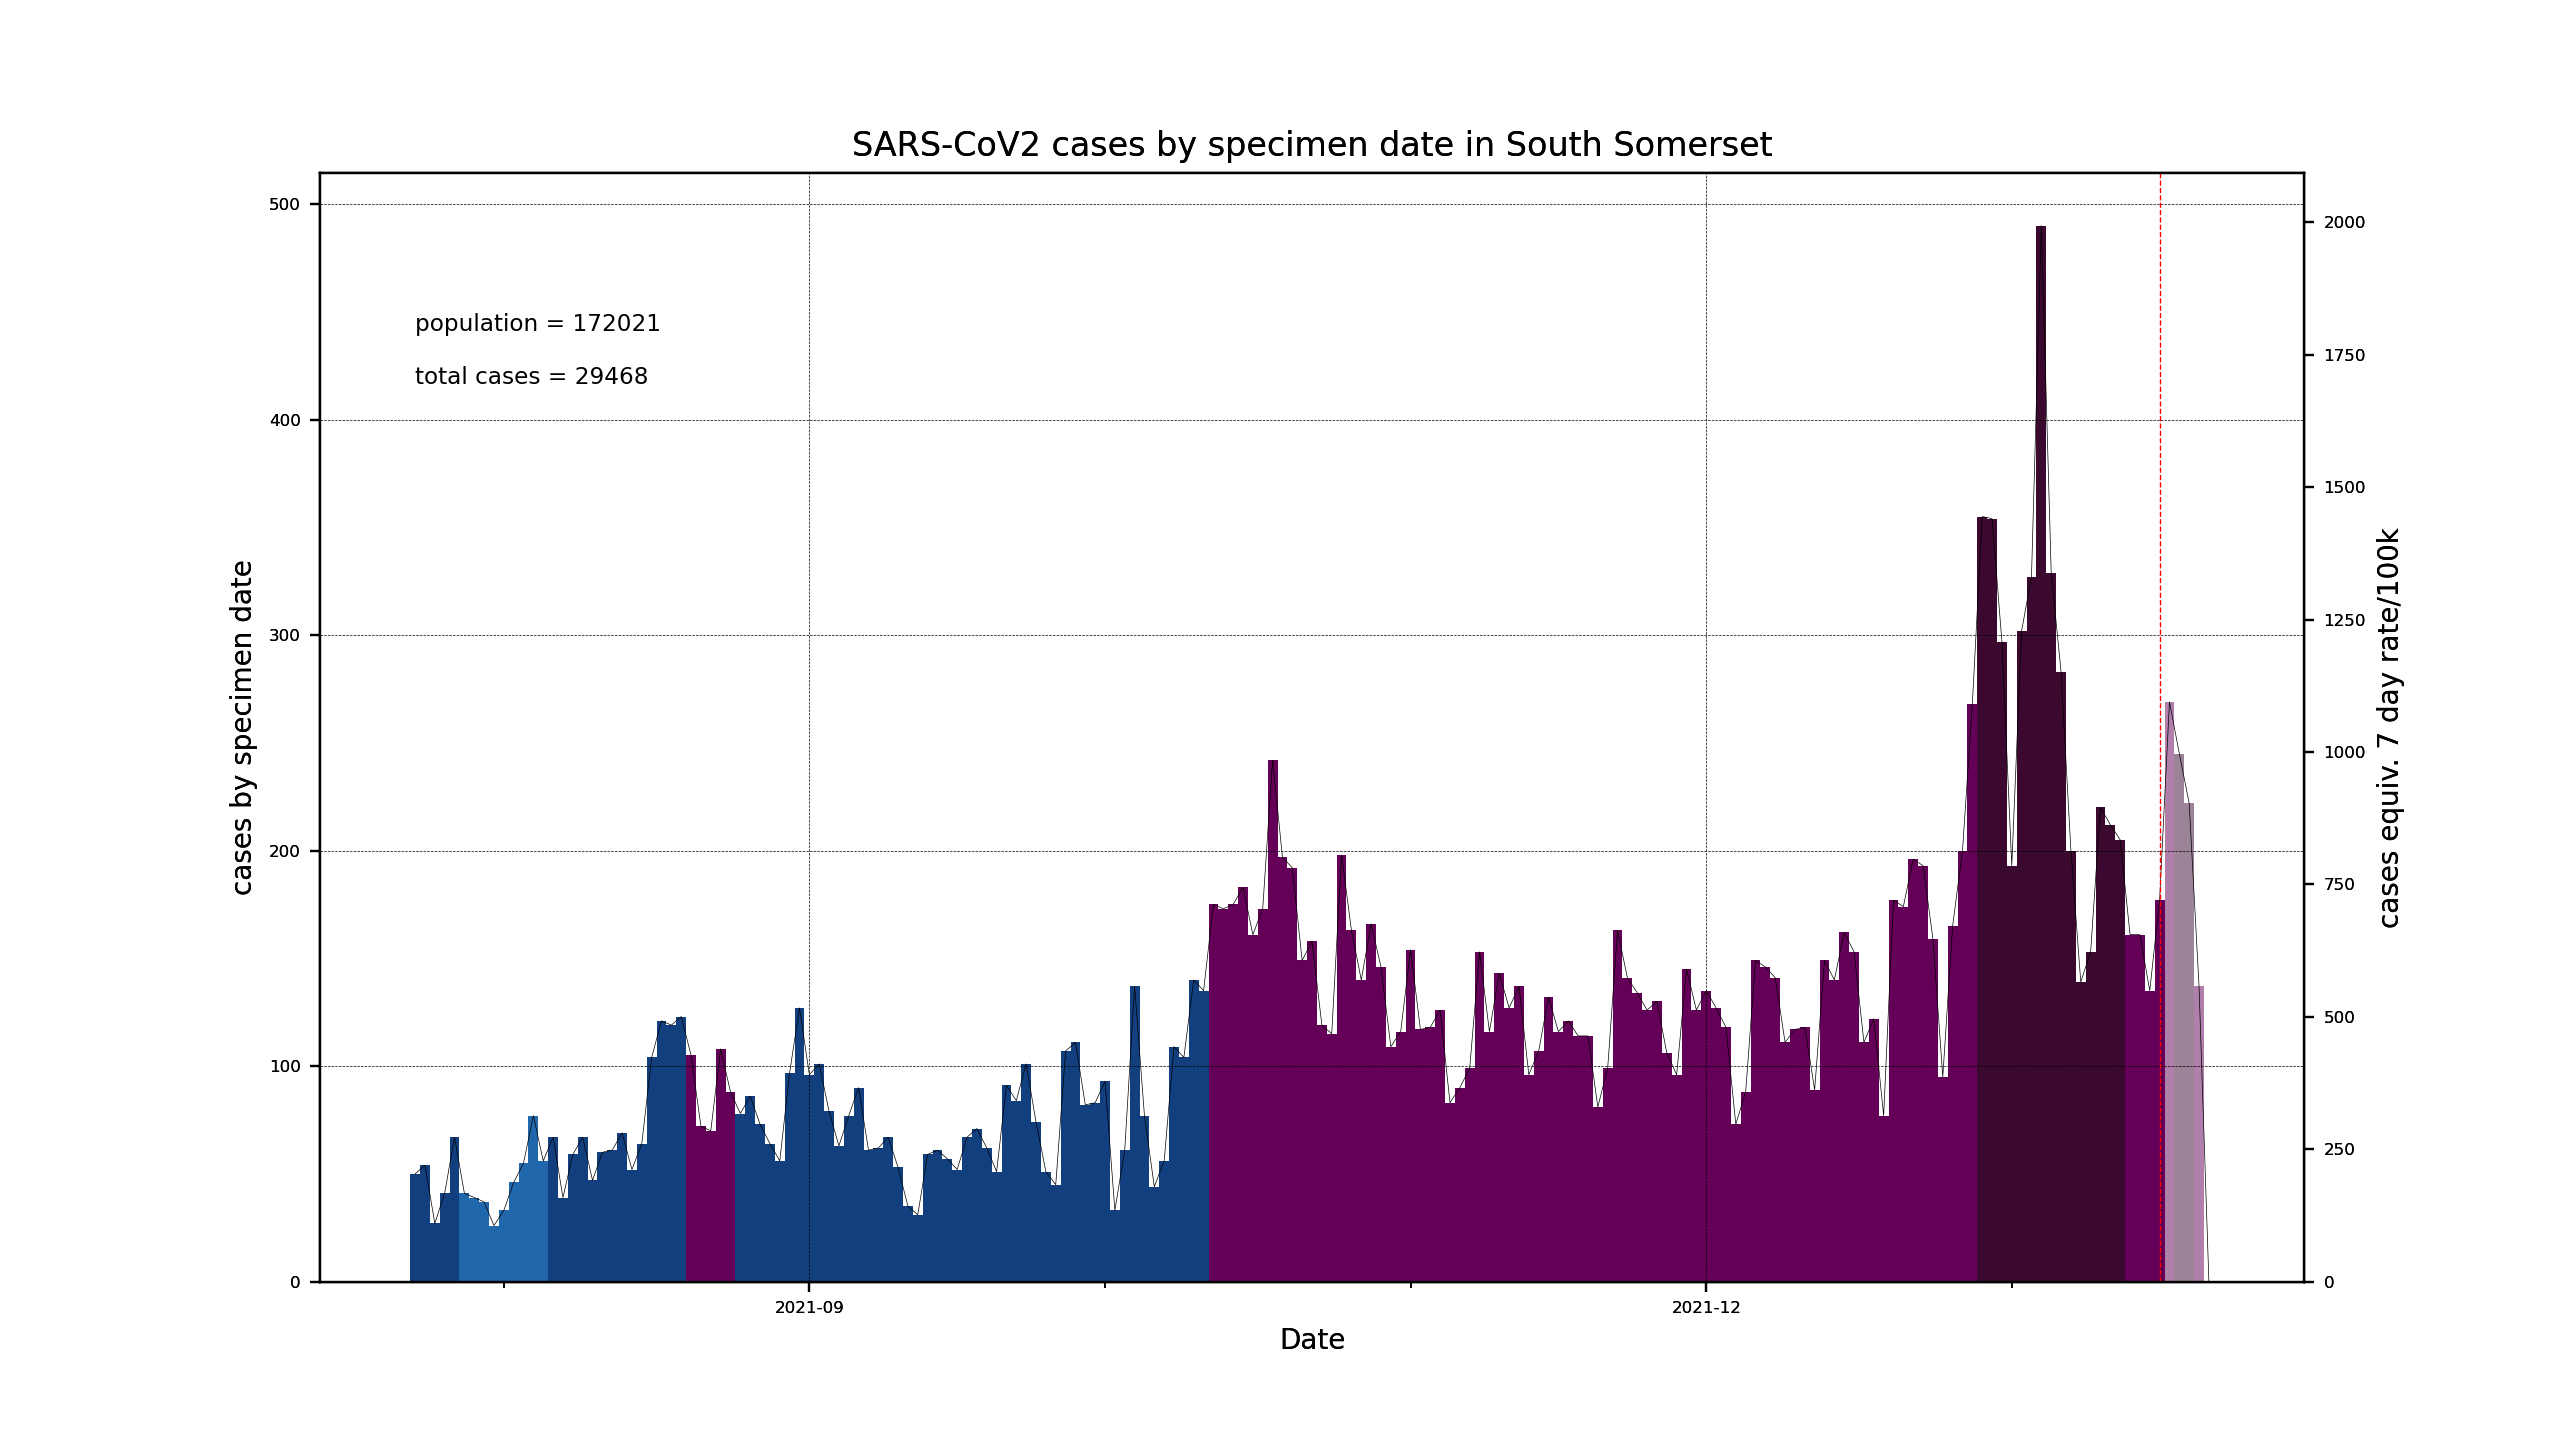 SARS-CoV2 cases by specimen date in South Somerset
500
400
300
200
100
0
cases by specimen date
population = 172021
total cases = 29468
2000
1750
1500
1250
1000
750
500
250
0
cases equiv. 7 day rate/100k
2021-09
2021-12
Date